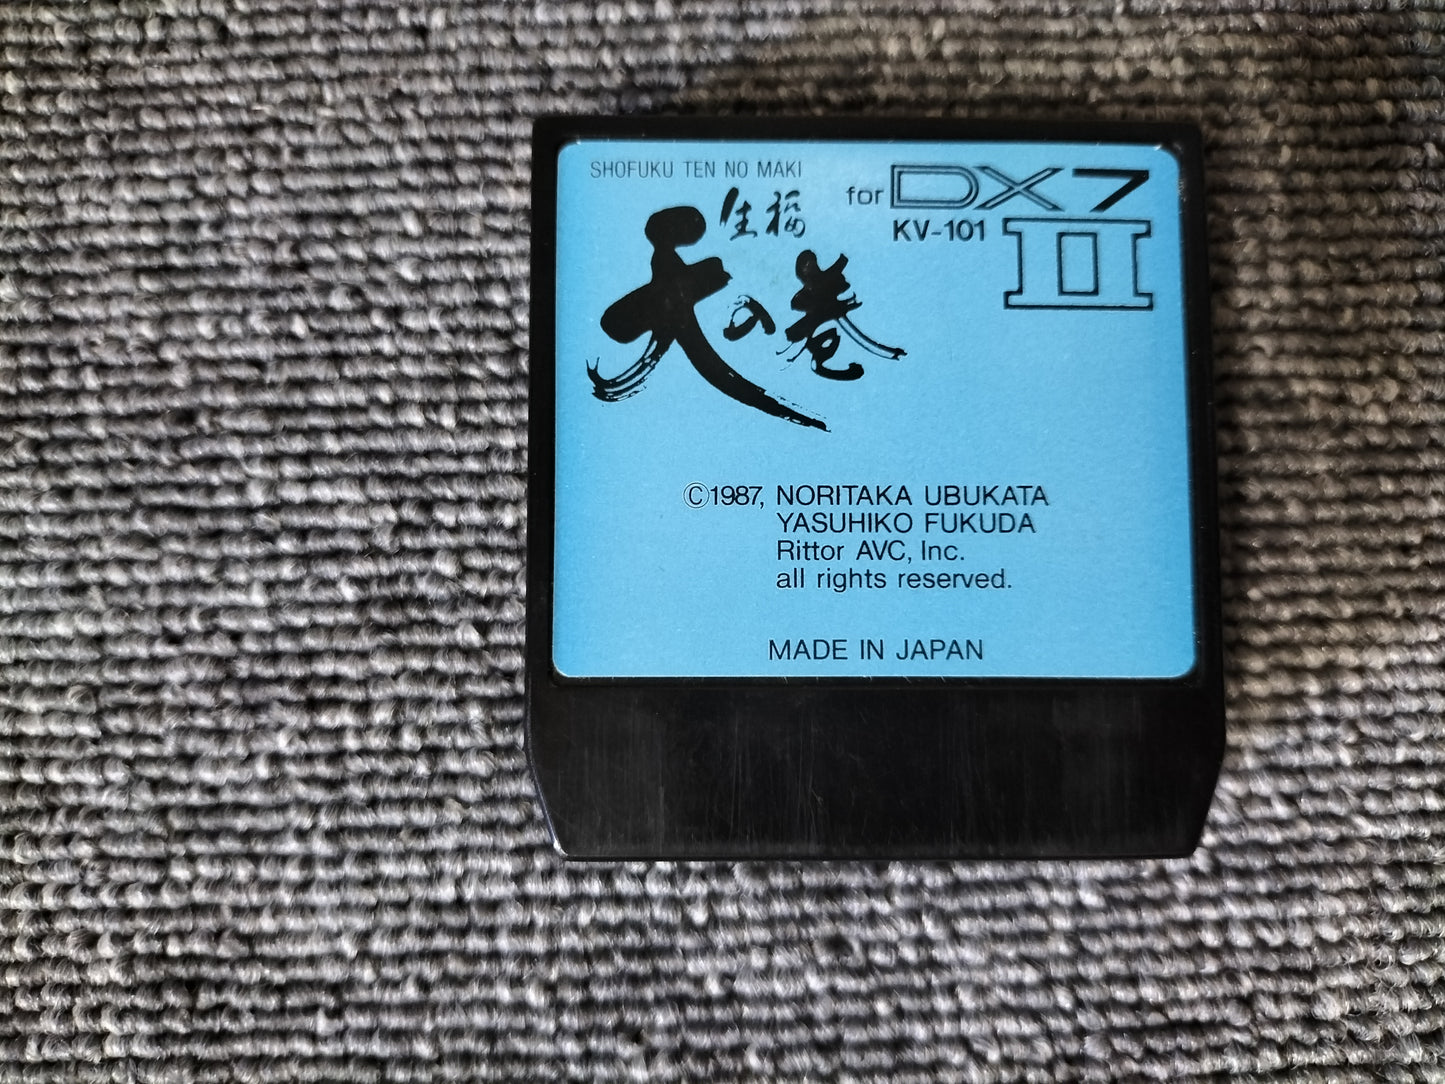 SHOFUKU TEN NO MAKI
生福
天の巻
for DX7
II
KV-101
©1987, NORITAKA UBUKATA
YASUHIKO FUKUDA
Rittor AVC, Inc.
all rights reserved.
MADE IN JAPAN